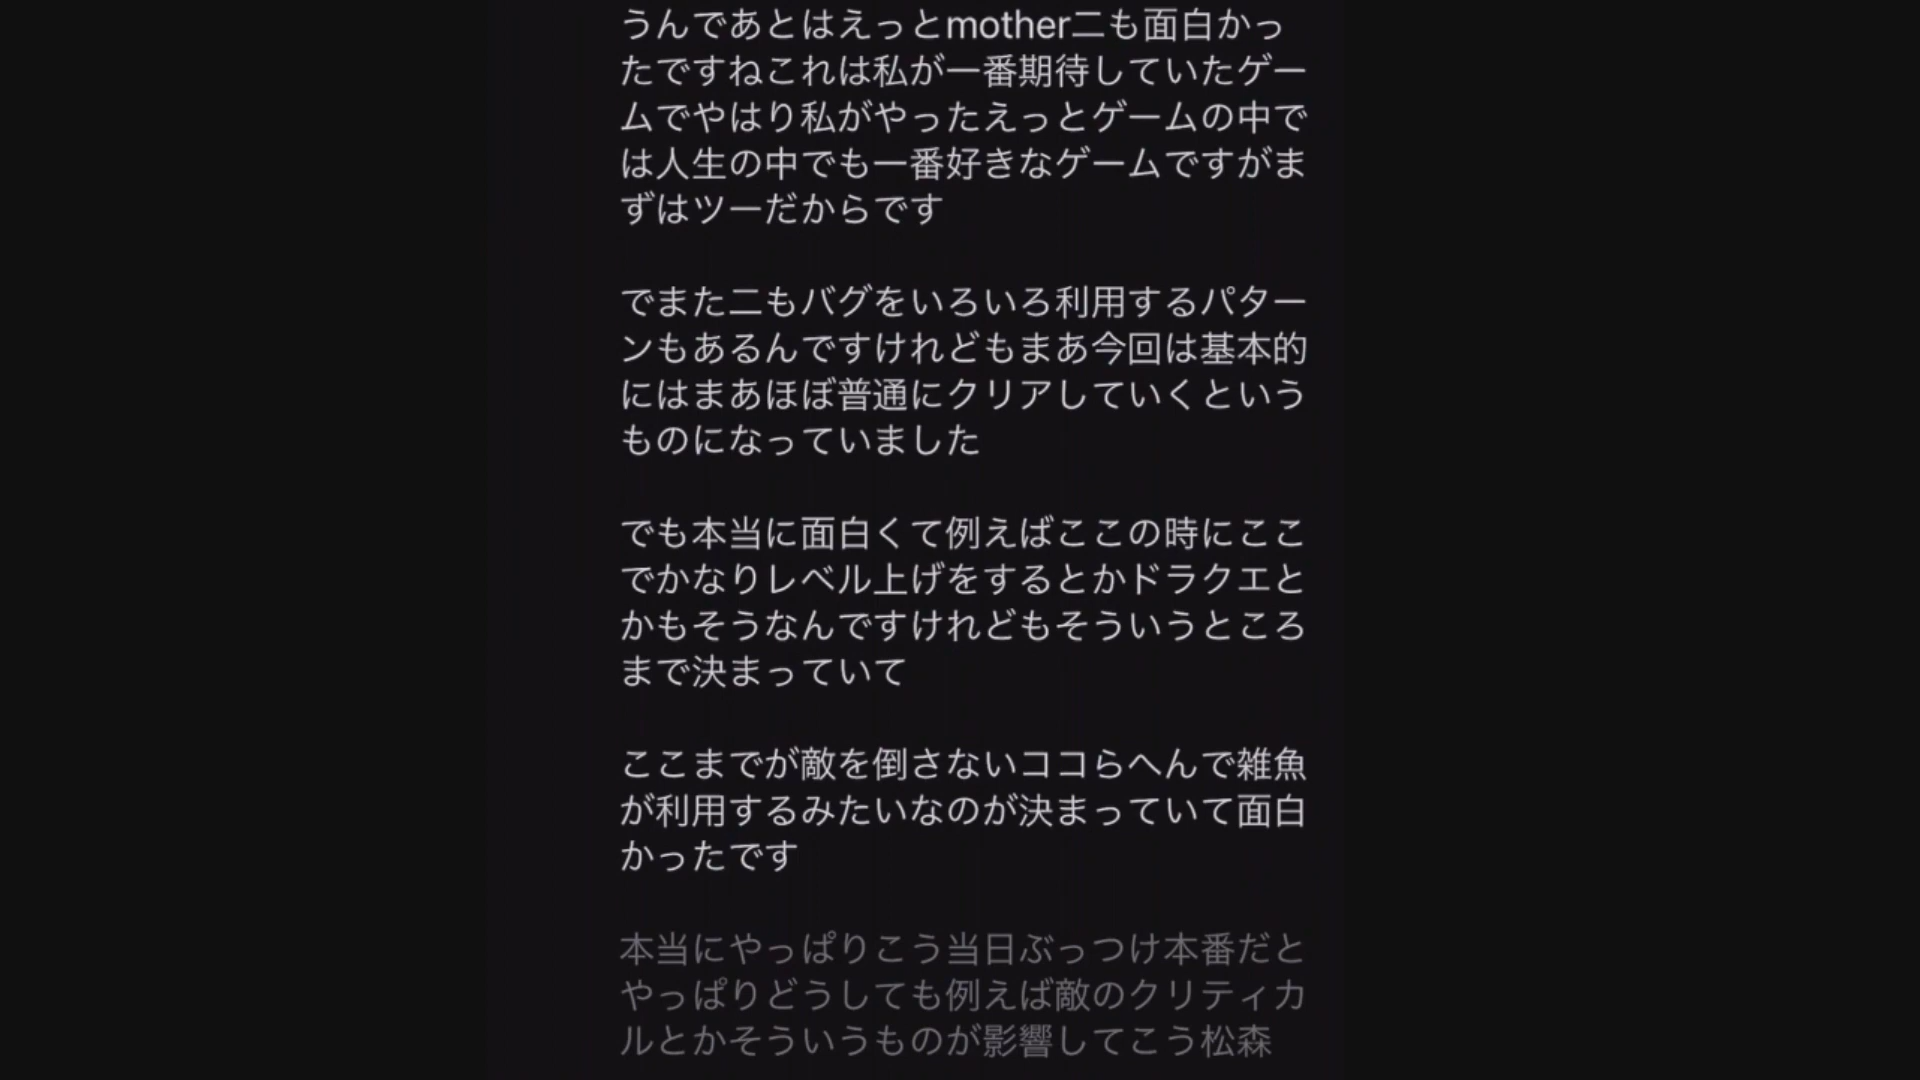 うんであとはえっとmother二も面白かっ
たですねこれは私が一番期待していたゲー
ムでやはり私がやったえっとゲームの中で
は人生の中でも一番好きなゲームですがま
ずはツーだからです
でまた二もバグをいろいろ利用するパター
ンもあるんですけれどもまあ今回は基本的
にはまあほぼ普通にクリアしていくという
ものになっていました
でも本当に面白くて例えばここの時にここ
でかなりレベル上げをするとかドラクエと
かもそうなんですけれどもそういうところ
まで決まっていて
ここまでが敵を倒さないココらへんで雑魚
が利用するみたいなのが決まっていて面白
かったです
本当にやっぱりこう当日ぶっつけ本番だと
やっぱりどうしても例えば敵のクリティカ
ルとかそういうものが影響してこう松森